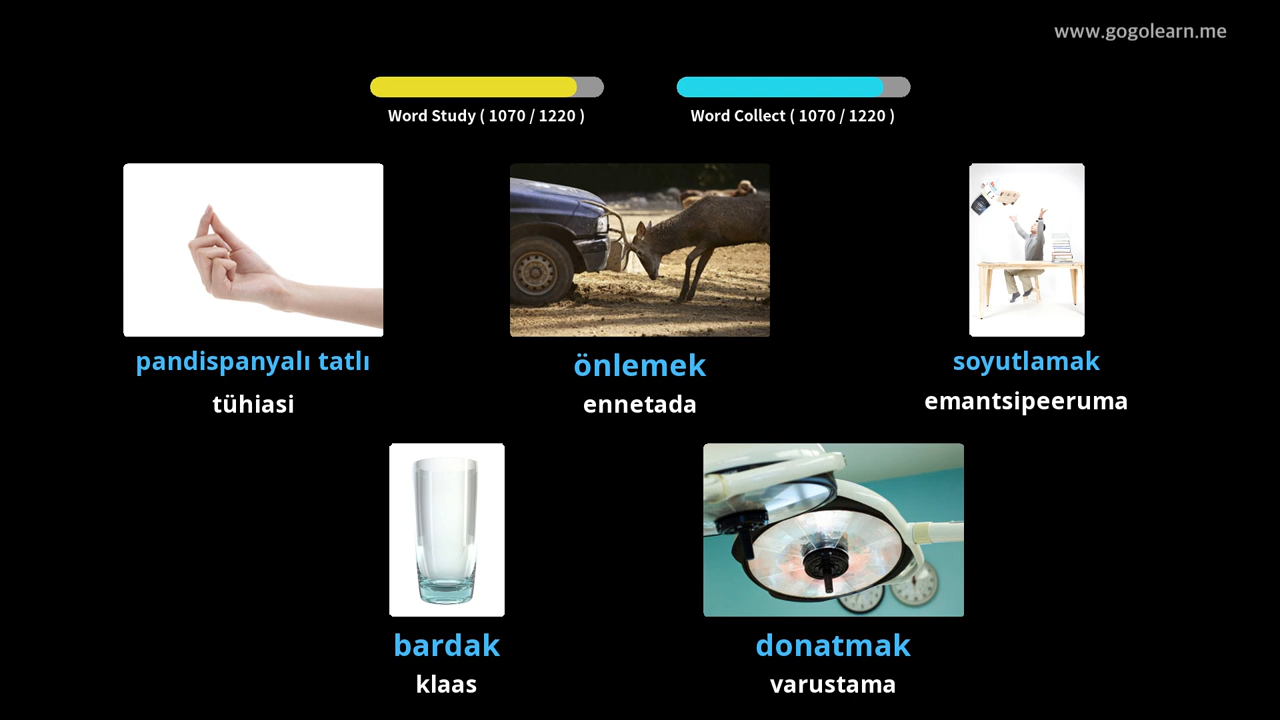 www.gogolearn.me
Word Study ( 1070 / 1220 )
Word Collect ( 1070 / 1220 )
pandispanyalı tatlı
tühiasi
önlemek
ennetada
soyutlamak
emantsipeeruma
bardak
klaas
donatmak
varustama